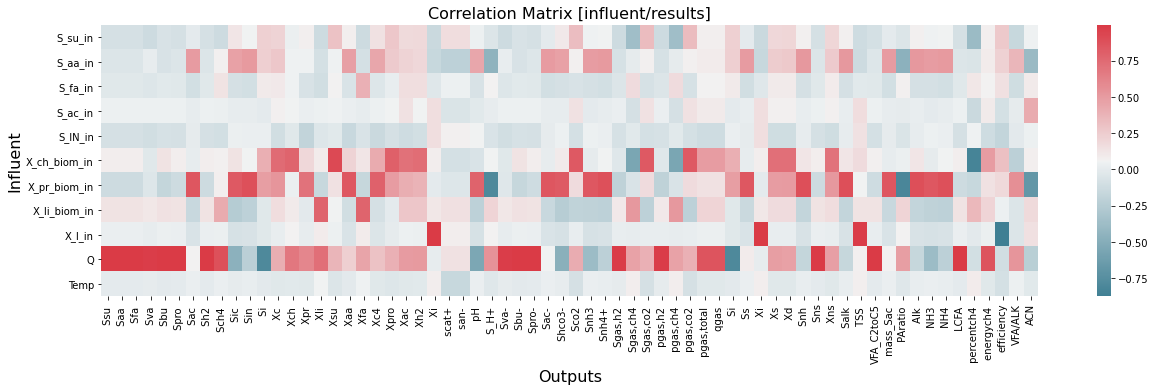 Correlation Matrix [influent/results]
Influent
S_su_in
S_aa_in
S_fa_in
S_ac_in
S_IN_in
X_ch_biom_in
X_pr_biom_in
X_li_biom_in
X_I_in
Q
Temp
Ssu
Saa
Sfa
Sva
Sbu
Spro
Sac
Sh2
Sch4
Sic
Sin
Si
Xc
Xch
Xpr
Xli
Xsu
Xaa
Xfa
Xc4
Xpro
Xac
Xh2
Xi
scat+
san-
pH
S_H+
Sva-
Sbu-
Spro-
Sac-
Shco3-
Sco2
Snh3
Snh4+
Sgas,h2
Sgas,ch4
Sgas,co2
pgas,h2
pgas,ch4
pgas,co2
pgas,total
qgas
Si
Ss
Xi
Xs
Xd
Snh
Sns
Xns
Salk
TSS
VFA_C2toC5
mass_Sac
PAratio
Alk
NH3
NH4
LCFA
percentch4
energych4
efficiency
VFA/ALK
ACN
Outputs
0.75
0.50
0.25
0.00
−0.25
−0.50
−0.75